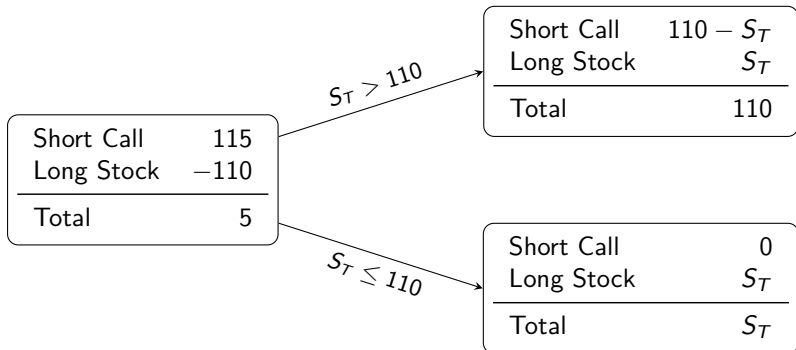 Short Call 115
Long Stock −110
Total 5
S_T > 110
S_T ≤ 110
Short Call 110 − S_T
Long Stock S_T
Total 110
Short Call 0
Long Stock S_T
Total S_T